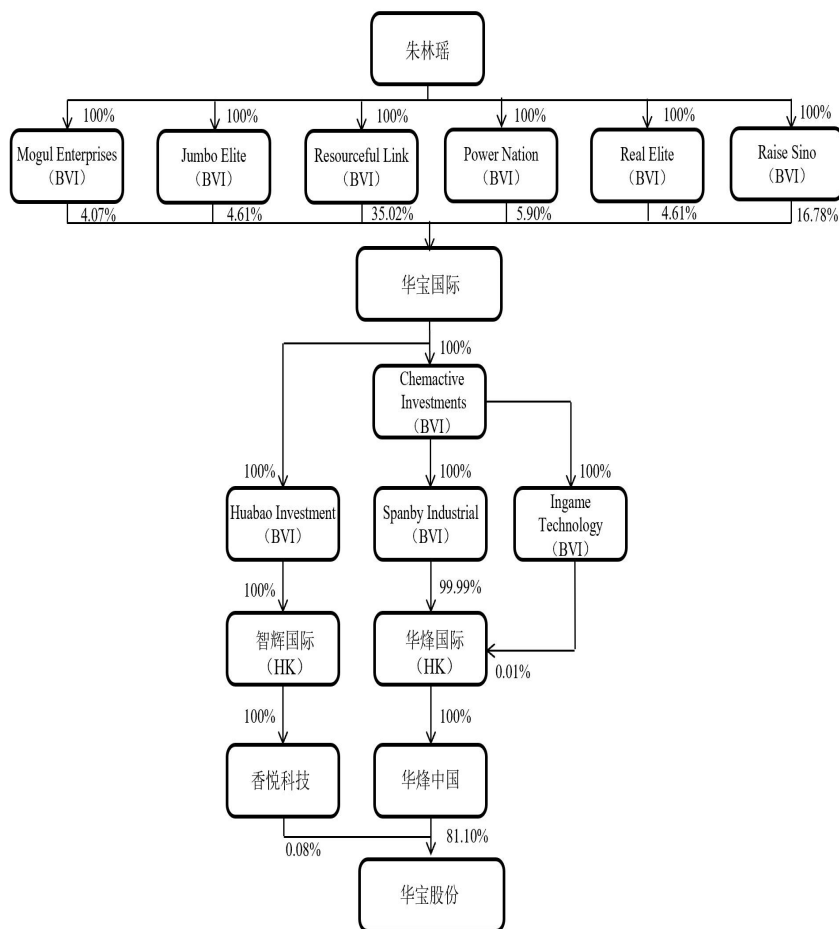 朱林瑶
100%
100%
100%
100%
100%
100%
Mogul Enterprises
（BVI）
Jumbo Elite
（BVI）
Resourceful Link
（BVI）
Power Nation
（BVI）
Real Elite
（BVI）
Raise Sino
（BVI）
4.07%
4.61%
35.02%
5.90%
4.61%
16.78%
华宝国际
100%
Chemactive
Investments
（BVI）
100%
100%
100%
Huabao Investment
（BVI）
Spanby Industrial
（BVI）
Ingame
Technology
（BVI）
100%
99.99%
智辉国际
（HK）
华烽国际
（HK）
0.01%
100%
100%
香悦科技
华烽中国
0.08%
81.10%
华宝股份